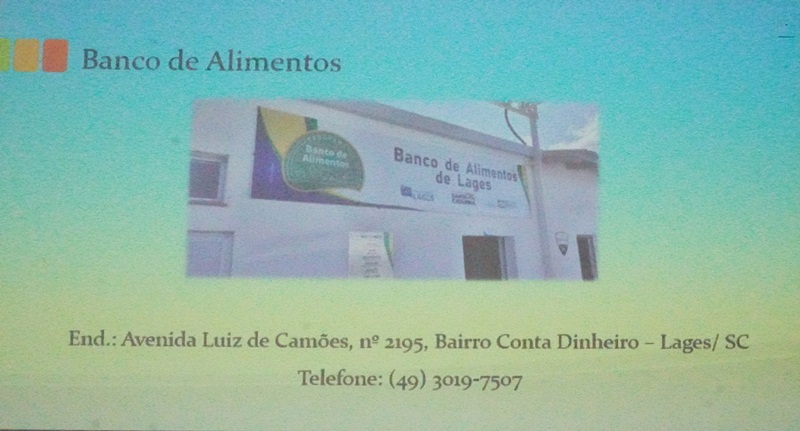 Banco de Alimentos
Banco de
Alimentos
Banco de Alimentos
de Lages
End.: Avenida Luiz de Camões, nº 2195, Bairro Conta Dinheiro – Lages/ SC
Telefone: (49) 3019-7507